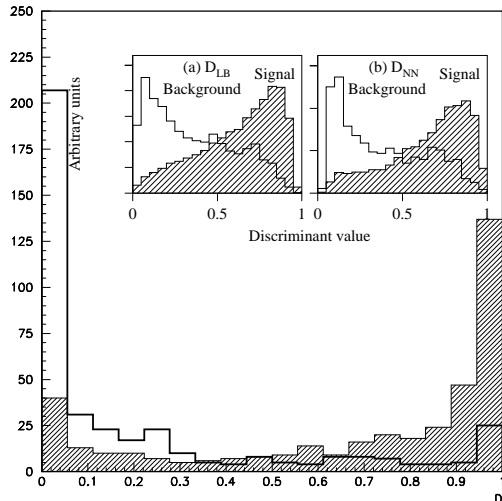 250
225
200
175
150
125
100
75
50
25
0
Arbitrary units
(a) D_LB
Background
Signal
(b) D_NN
Background
Signal
0 0.5 1
0 0.5 1
Discriminant value
0 0.1 0.2 0.3 0.4 0.5 0.6 0.7 0.8 0.9
D